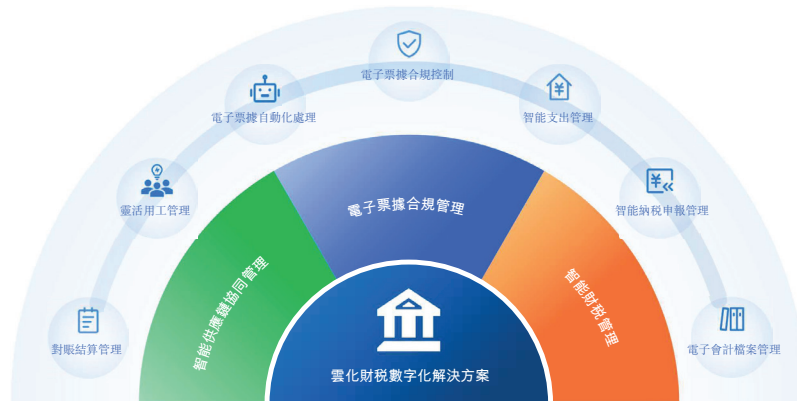 電子票據合規控制
電子票據自動化處理
智能支出管理
靈活用工管理
智能納稅申報管理
對賬結算管理
電子會計檔案管理
智能供應鏈協同管理
電子票據合規管理
智能財稅管理
雲化財稅數字化解決方案